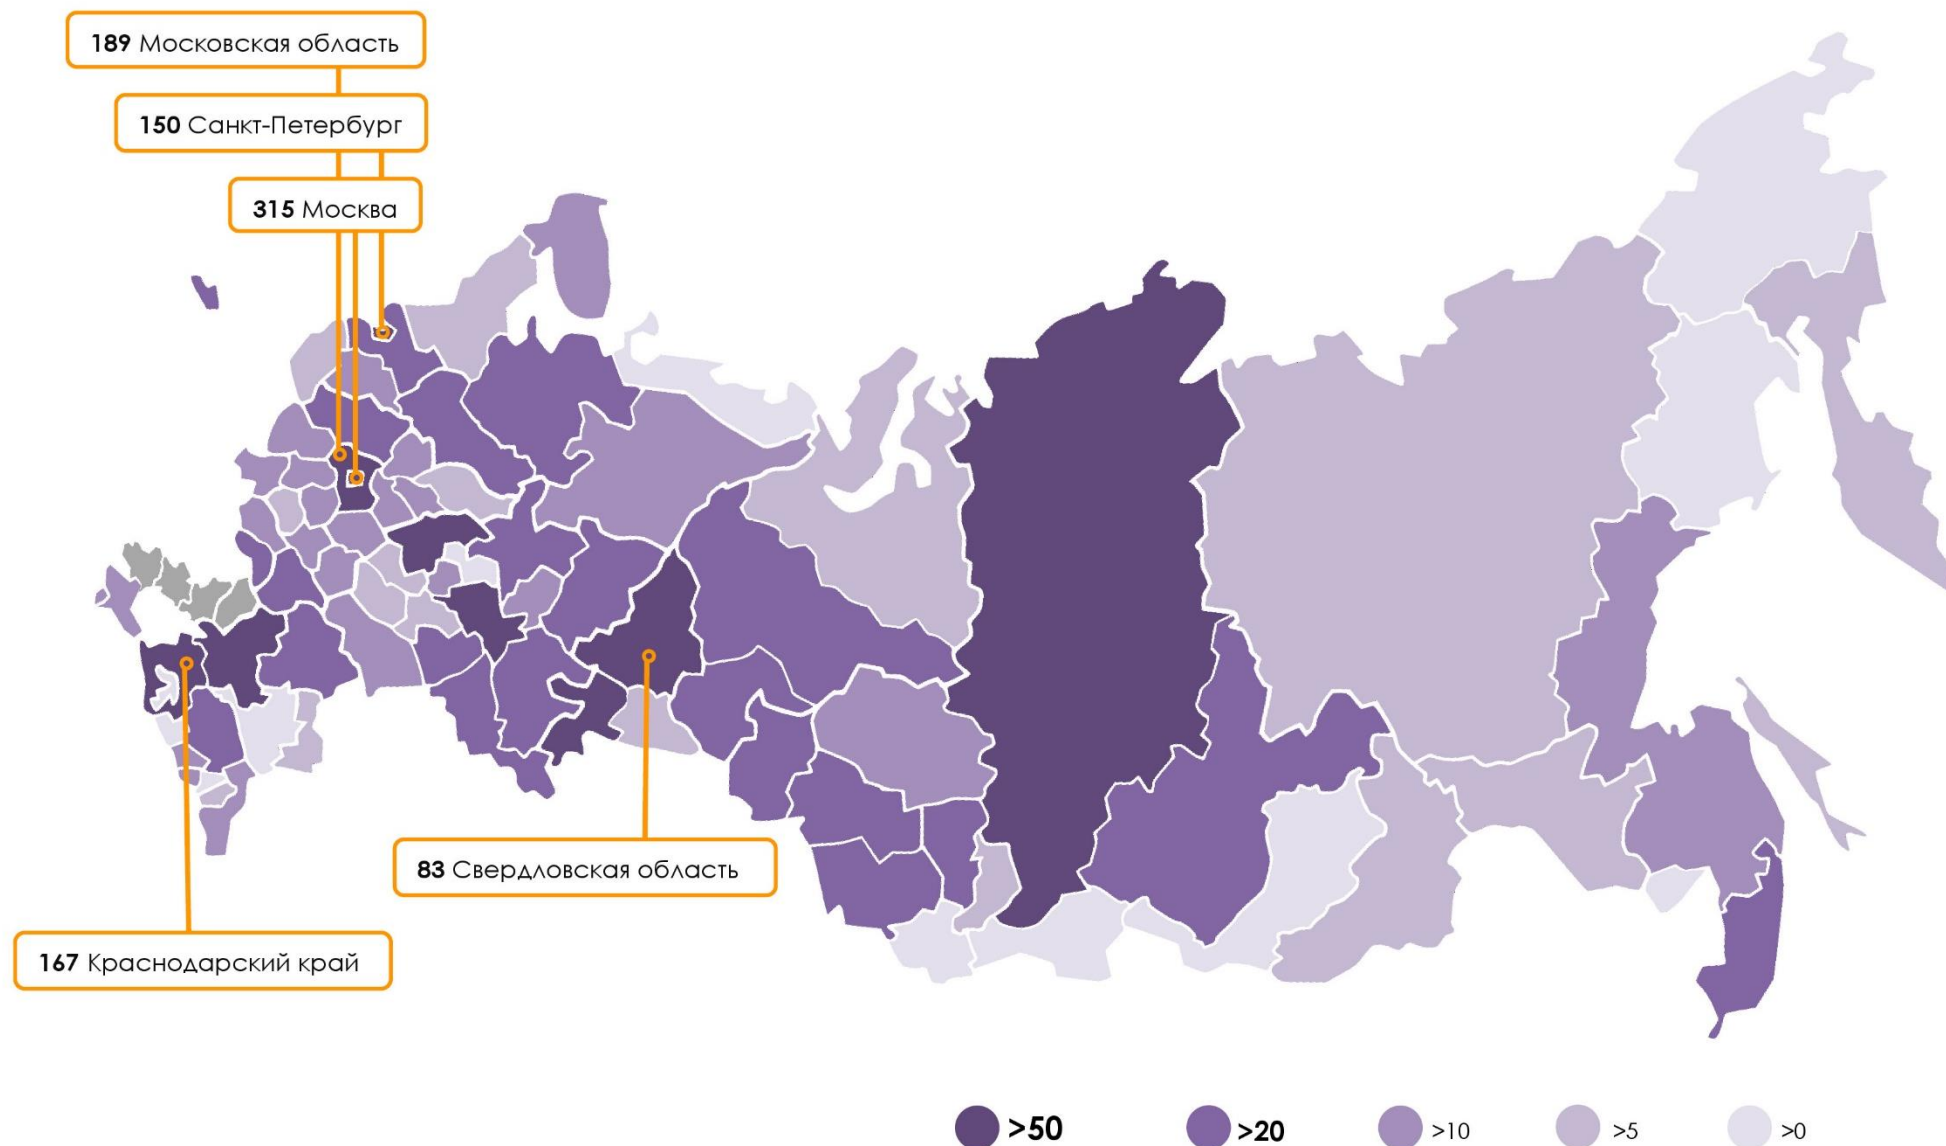 189 Московская область
150 Санкт-Петербург
315 Москва
83 Свердловская область
167 Краснодарский край
>50
>20
>10
>5
>0